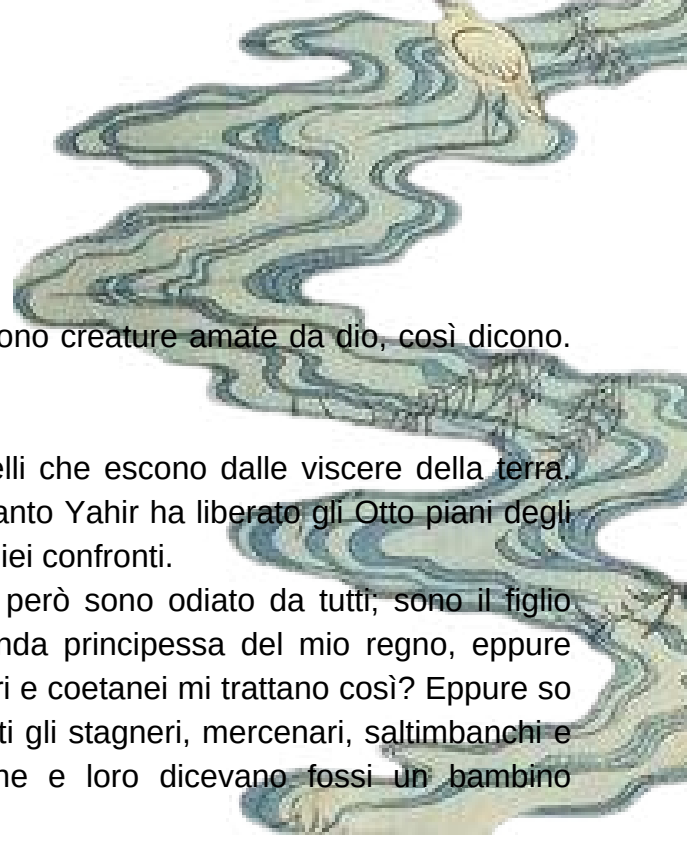 ono creature amate da dio, così dicono.
elli che escono dalle viscere della terra.
anto Yahir ha liberato gli Otto piani degli
iei confronti.
però sono odiato da tutti; sono il figlio
nda principessa del mio regno, eppure
ri e coetanei mi trattano così? Eppure so
ti gli stagneri, mercenari, saltimbanchi e
ne e loro dicevano fossi un bambino